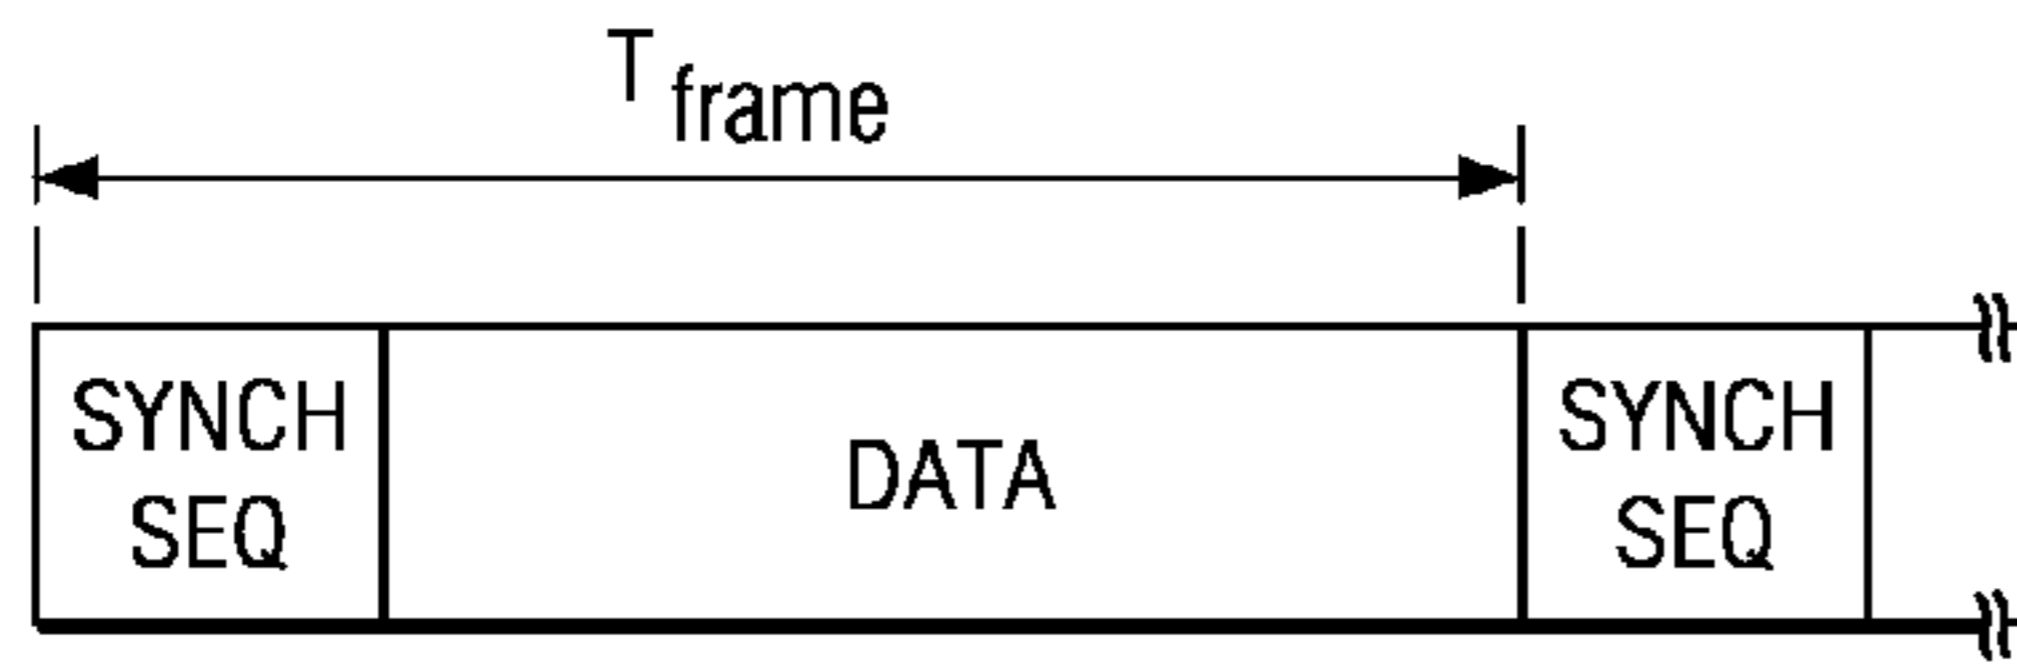 T frame
SYNCH
SEQ
DATA
SYNCH
SEQ